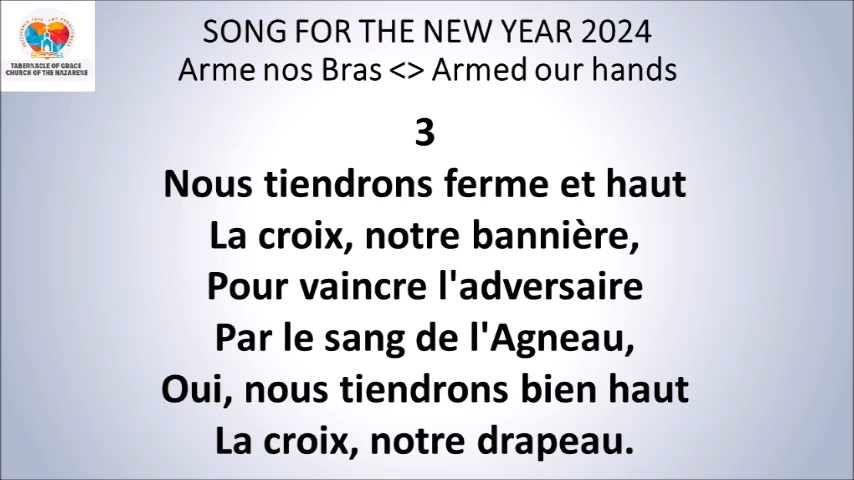 SONG FOR THE NEW YEAR 2024
Arme nos Bras <> Armed our hands
TABERNACLE OF GRACE
CHURCH OF THE NAZARENE
3
Nous tiendrons ferme et haut
La croix, notre bannière,
Pour vaincre l'adversaire
Par le sang de l'Agneau,
Oui, nous tiendrons bien haut
La croix, notre drapeau.